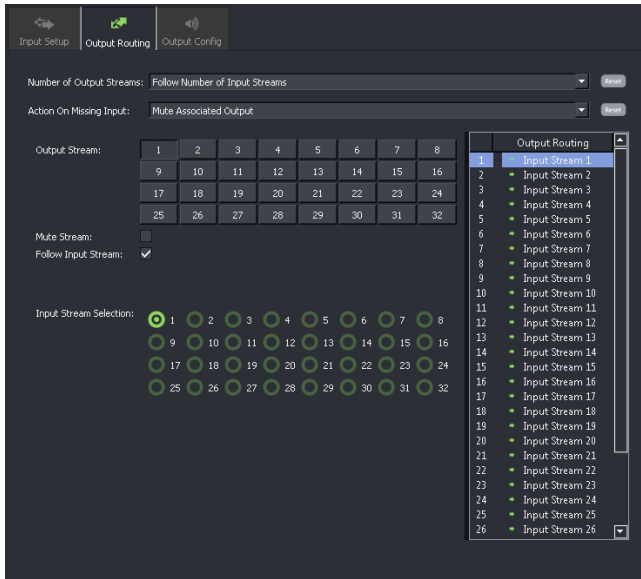 Input Setup Output Routing Output Config
Number of Output Streams: Follow Number of Input Streams Reset
Action On Missing Input: Mute Associated Output Reset
Output Stream: 1 2 3 4 5 6 7 8
9 10 11 12 13 14 15 16
17 18 19 20 21 22 23 24
25 26 27 28 29 30 31 32
Mute Stream:
Follow Input Stream:
Input Stream Selection: 1 2 3 4 5 6 7 8
9 10 11 12 13 14 15 16
17 18 19 20 21 22 23 24
25 26 27 28 29 30 31 32
Output Routing
1 Input Stream 1
2 Input Stream 2
3 Input Stream 3
4 Input Stream 4
5 Input Stream 5
6 Input Stream 6
7 Input Stream 7
8 Input Stream 8
9 Input Stream 9
10 Input Stream 10
11 Input Stream 11
12 Input Stream 12
13 Input Stream 13
14 Input Stream 14
15 Input Stream 15
16 Input Stream 16
17 Input Stream 17
18 Input Stream 18
19 Input Stream 19
20 Input Stream 20
21 Input Stream 21
22 Input Stream 22
23 Input Stream 23
24 Input Stream 24
25 Input Stream 25
26 Input Stream 26